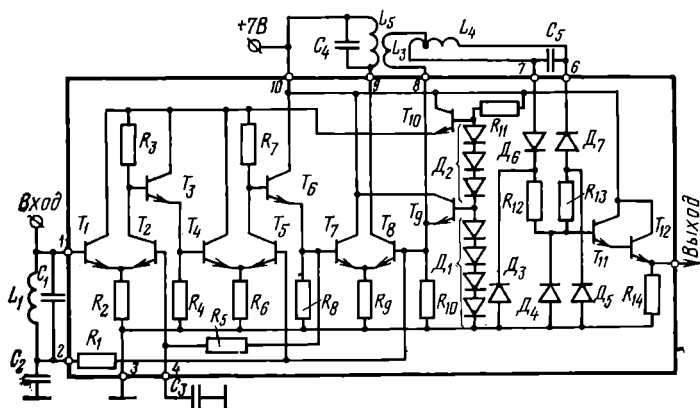 +7В
C4
L5
L3
L4
C5
10
9
8
7
6
T10
R11
R3
R7
Д2
Д6
Д7
T3
T6
Вход
T1
T2
T4
T5
T7
T8
T9
R12
R13
T11
T12
Выход
1
C1
L1
R2
R4
R6
R8
R9
R10
Д1
Д3
Д4
Д5
R14
R5
2
R1
C2
3
4
C3